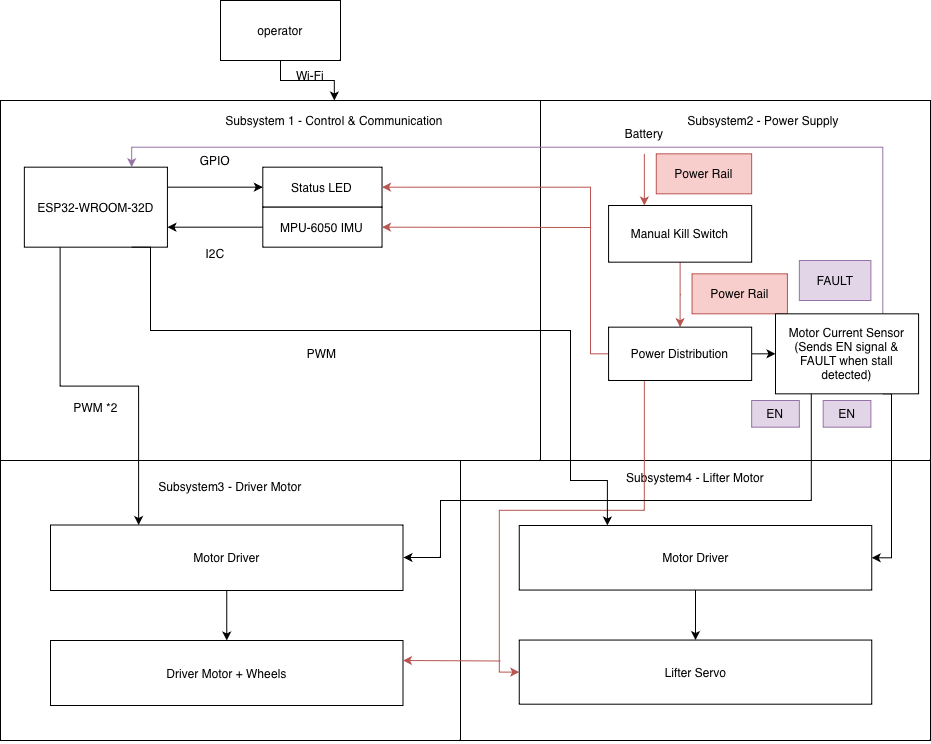 operator
Wi-Fi
Subsystem 1 - Control & Communication
Subsystem2 - Power Supply
Battery
GPIO
Power Rail
Status LED
ESP32-WROOM-32D
MPU-6050 IMU
Manual Kill Switch
I2C
FAULT
Power Rail
Motor Current Sensor
(Sends EN signal &
FAULT when stall
detected)
PWM
Power Distribution
PWM *2
EN
EN
Subsystem3 - Driver Motor
Subsystem4 - Lifter Motor
Motor Driver
Motor Driver
Driver Motor + Wheels
Lifter Servo